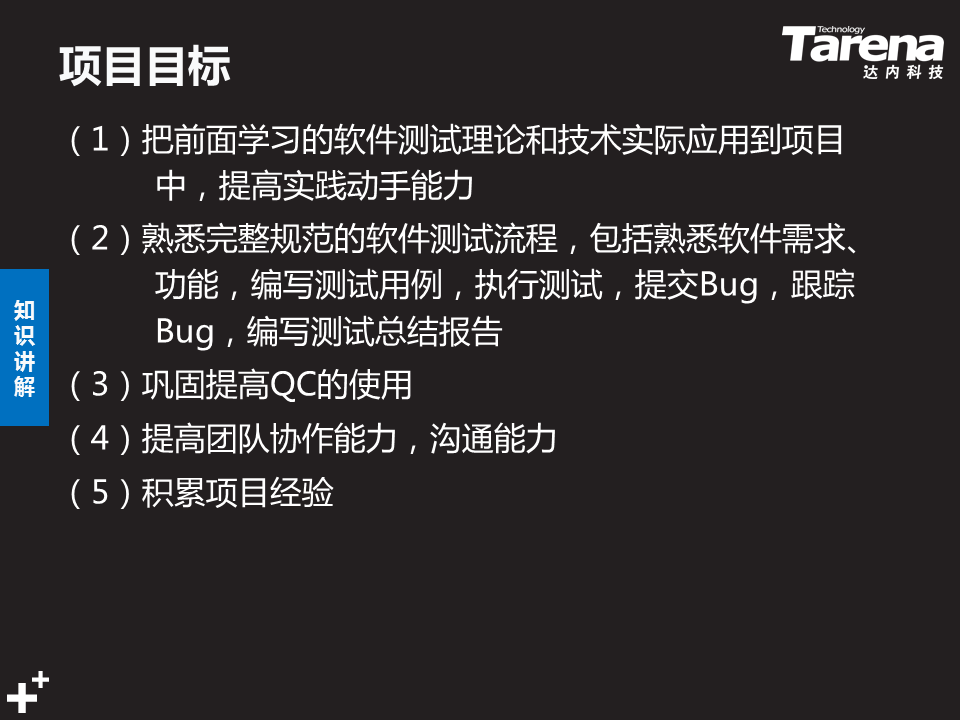 项目目标
Technology
Tarena
达内科技
（1）把前面学习的软件测试理论和技术实际应用到项目
中，提高实践动手能力
（2）熟悉完整规范的软件测试流程，包括熟悉软件需求、
功能，编写测试用例，执行测试，提交Bug，跟踪
Bug，编写测试总结报告
（3）巩固提高QC的使用
（4）提高团队协作能力，沟通能力
（5）积累项目经验
知
识
讲
解